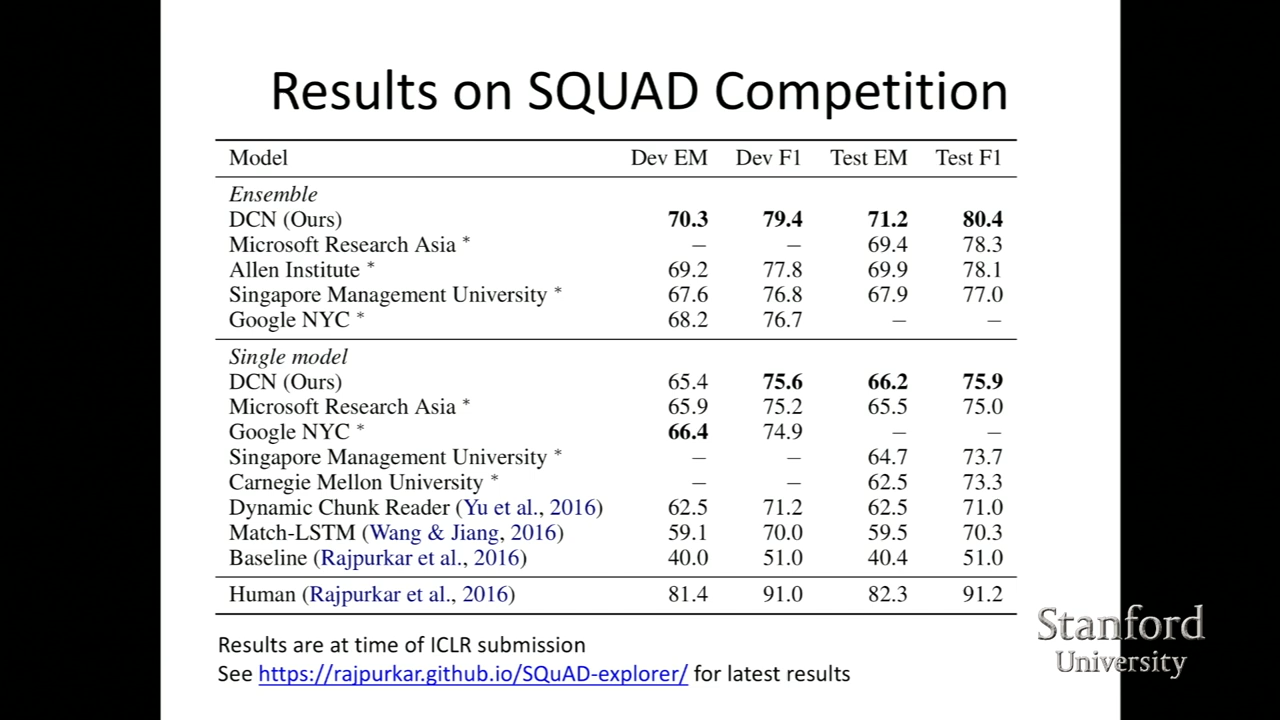 Results on SQUAD Competition
Model Dev EM Dev F1 Test EM Test F1
Ensemble
DCN (Ours) 70.3 79.4 71.2 80.4
Microsoft Research Asia * – – 69.4 78.3
Allen Institute * 69.2 77.8 69.9 78.1
Singapore Management University * 67.6 76.8 67.9 77.0
Google NYC * 68.2 76.7 – –
Single model
DCN (Ours) 65.4 75.6 66.2 75.9
Microsoft Research Asia * 65.9 75.2 65.5 75.0
Google NYC * 66.4 74.9 – –
Singapore Management University * – – 64.7 73.7
Carnegie Mellon University * – – 62.5 73.3
Dynamic Chunk Reader (Yu et al., 2016) 62.5 71.2 62.5 71.0
Match-LSTM (Wang & Jiang, 2016) 59.1 70.0 59.5 70.3
Baseline (Rajpurkar et al., 2016) 40.0 51.0 40.4 51.0
Human (Rajpurkar et al., 2016) 81.4 91.0 82.3 91.2
Results are at time of ICLR submission
See https://rajpurkar.github.io/SQuAD-explorer/ for latest results
Stanford
University